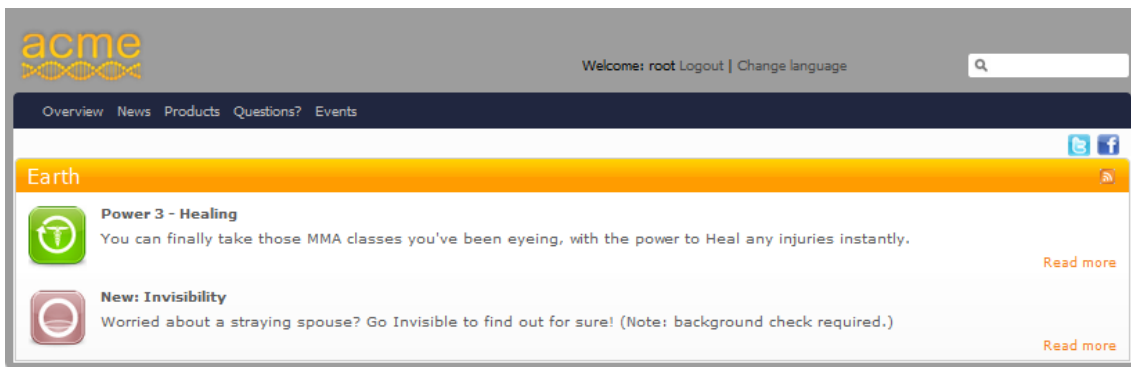 acme
Welcome: root Logout | Change language
Overview News Products Questions? Events
Earth
Power 3 - Healing
You can finally take those MMA classes you've been eyeing, with the power to Heal any injuries instantly.
Read more
New: Invisibility
Worried about a straying spouse? Go Invisible to find out for sure! (Note: background check required.)
Read more